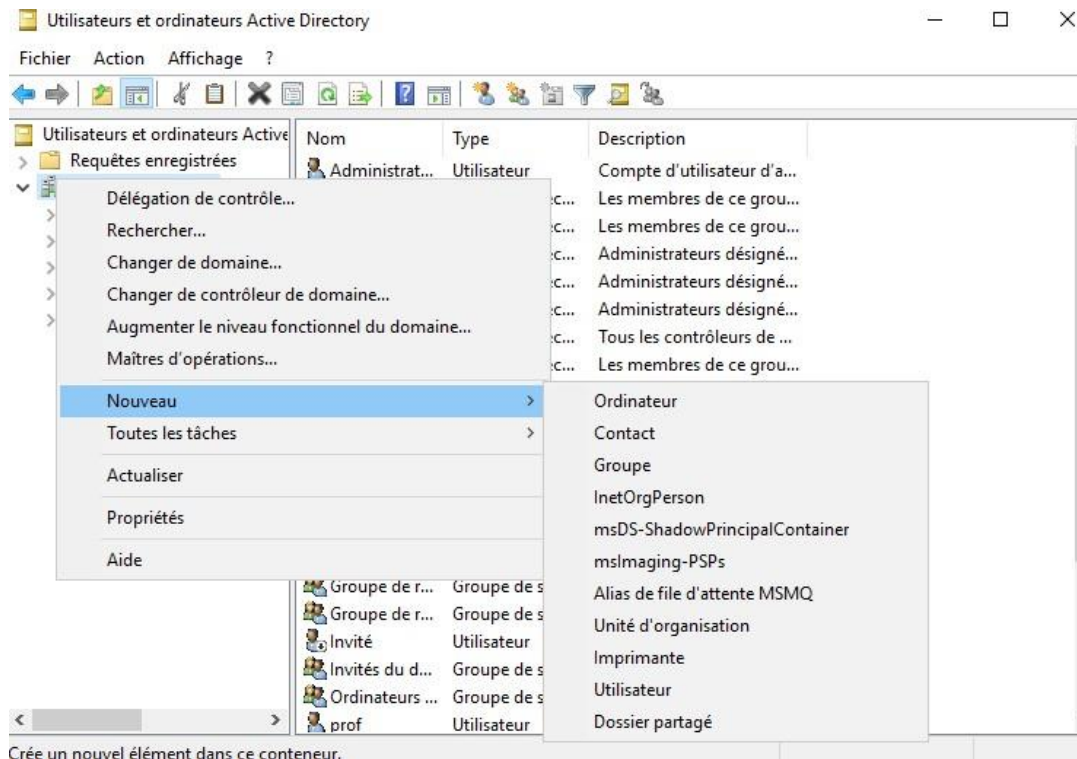 Utilisateurs et ordinateurs Active Directory
Fichier Action Affichage ?
Utilisateurs et ordinateurs Active
Requêtes enregistrées
Nom Type Description
Administrat... Utilisateur Compte d'utilisateur d'a...
c... Les membres de ce grou...
c... Les membres de ce grou...
c... Administrateurs désigné...
c... Administrateurs désigné...
c... Administrateurs désigné...
c... Tous les contrôleurs de ...
c... Les membres de ce grou...
Délégation de contrôle...
Rechercher...
Changer de domaine...
Changer de contrôleur de domaine...
Augmenter le niveau fonctionnel du domaine...
Maîtres d'opérations...
Nouveau
Toutes les tâches
Actualiser
Propriétés
Aide
Ordinateur
Contact
Groupe
InetOrgPerson
msDS-ShadowPrincipalContainer
msImaging-PSPs
Alias de file d'attente MSMQ
Unité d'organisation
Imprimante
Utilisateur
Dossier partagé
Groupe de r... Groupe de s
Groupe de r... Groupe de s
Invité Utilisateur
Invités du d... Groupe de s
Ordinateurs ... Groupe de s
prof Utilisateur
Crée un nouvel élément dans ce conteneur.